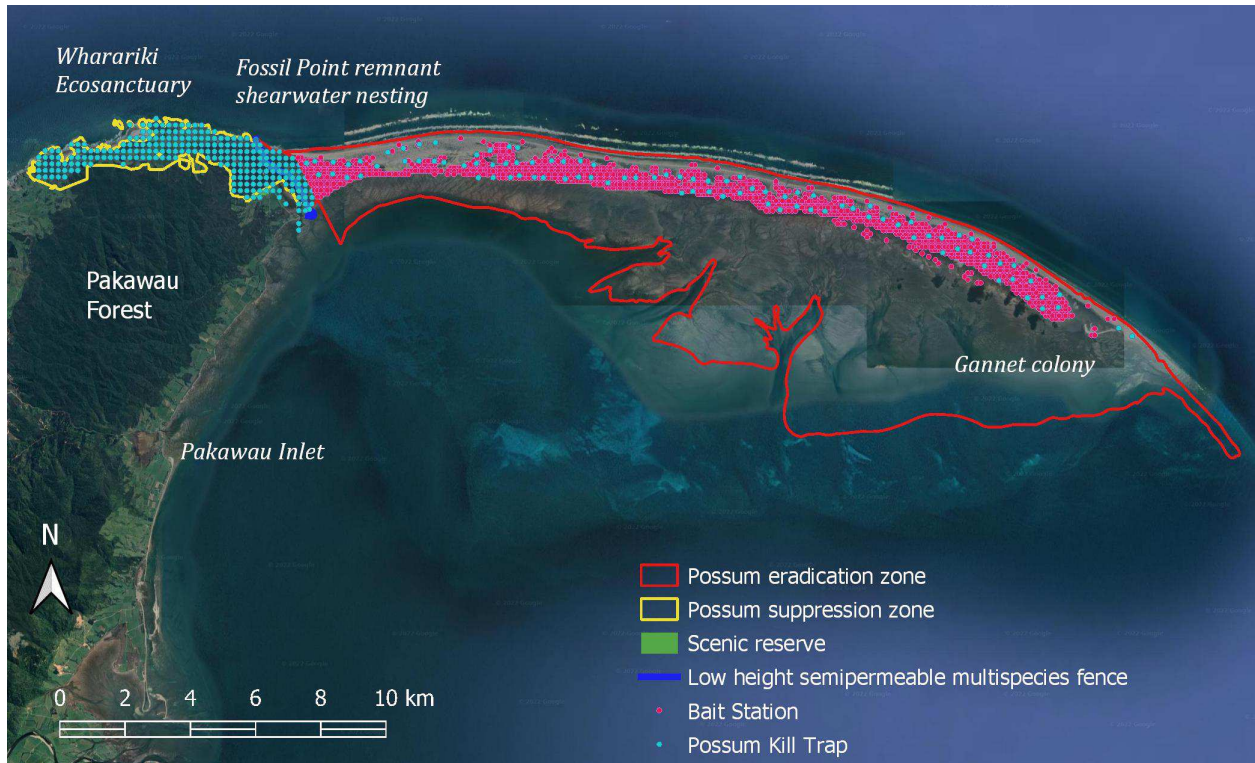 Wharariki
Ecosanctuary
Fossil Point remnant
shearwater nesting
Pakawau
Forest
Gannet colony
Pakawau Inlet
N
Possum eradication zone
Possum suppression zone
Scenic reserve
Low height semipermeable multispecies fence
Bait Station
Possum Kill Trap
0 2 4 6 8 10 km